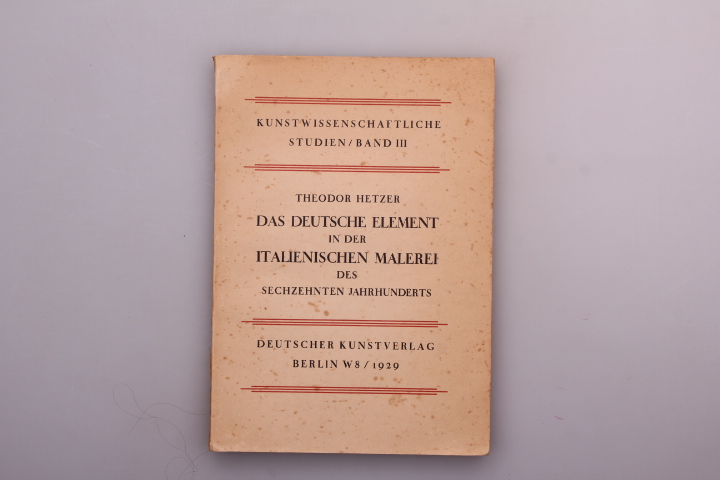 KUNSTWISSENSCHAFTLICHE
STUDIEN/BAND III
THEODOR HETZER
DAS DEUTSCHE ELEMENT
IN DER
ITALIENISCHEN MALEREI
DES
SECHZEHNTEN JAHRHUNDERTS
DEUTSCHER KUNSTVERLAG
BERLIN W8/1929